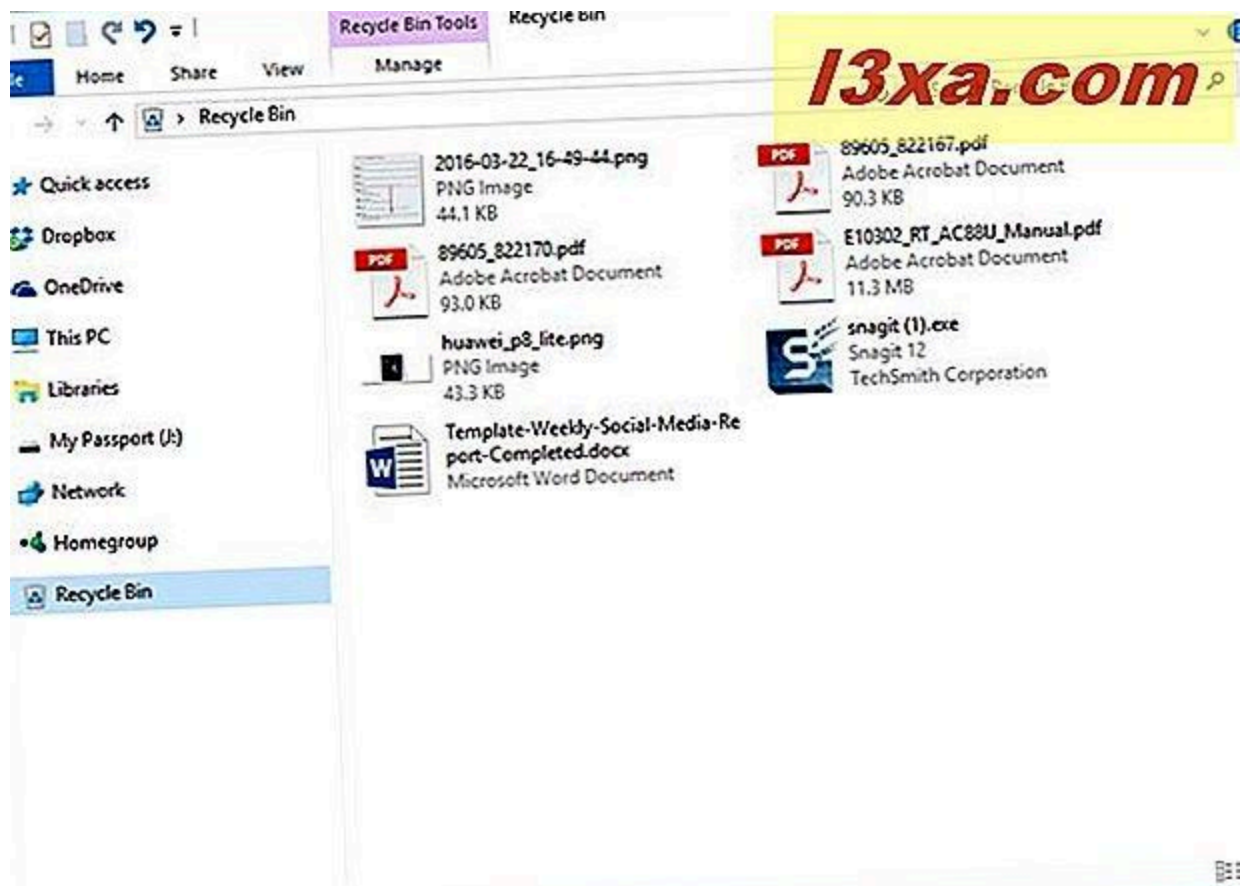 Recycle Bin Tools
Recycle Bin
Home
Share
View
Manage
l3xa.com
Recycle Bin
Quick access
Dropbox
OneDrive
This PC
Libraries
My Passport (J:)
Network
Homegroup
Recycle Bin
2016-03-22_16-49-44.png
PNG Image
44.1 KB
PDF
89605_822167.pdf
Adobe Acrobat Document
90.3 KB
PDF
89605_822170.pdf
Adobe Acrobat Document
93.0 KB
PDF
E10302_RT_AC88U_Manual.pdf
Adobe Acrobat Document
11.3 MB
huawei_p8_lite.png
PNG Image
43.3 KB
S
snagit (1).exe
Snagit 12
TechSmith Corporation
W
Template-Weekly-Social-Media-Re
port-Completed.docx
Microsoft Word Document